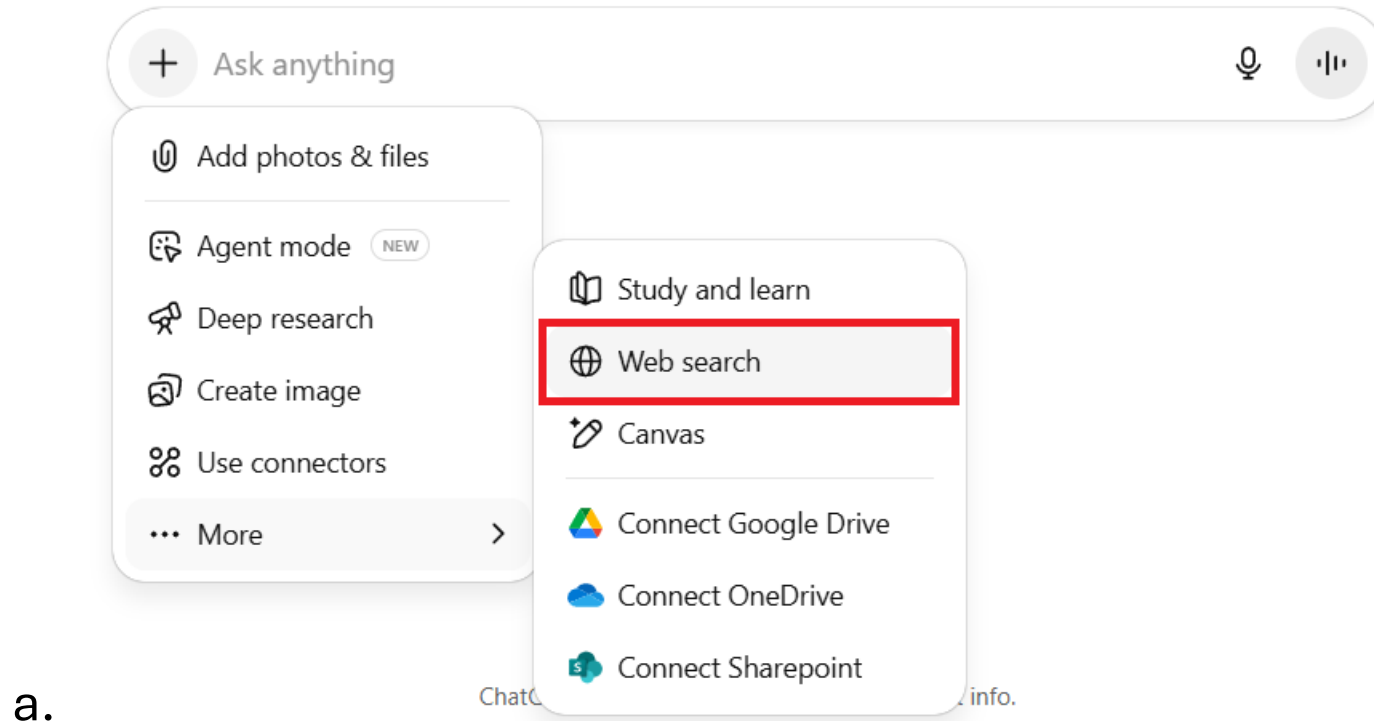 Ask anything
Add photos & files
Agent mode NEW
Deep research
Create image
Use connectors
More
Study and learn
Web search
Canvas
Connect Google Drive
Connect OneDrive
Connect Sharepoint
a.
info.